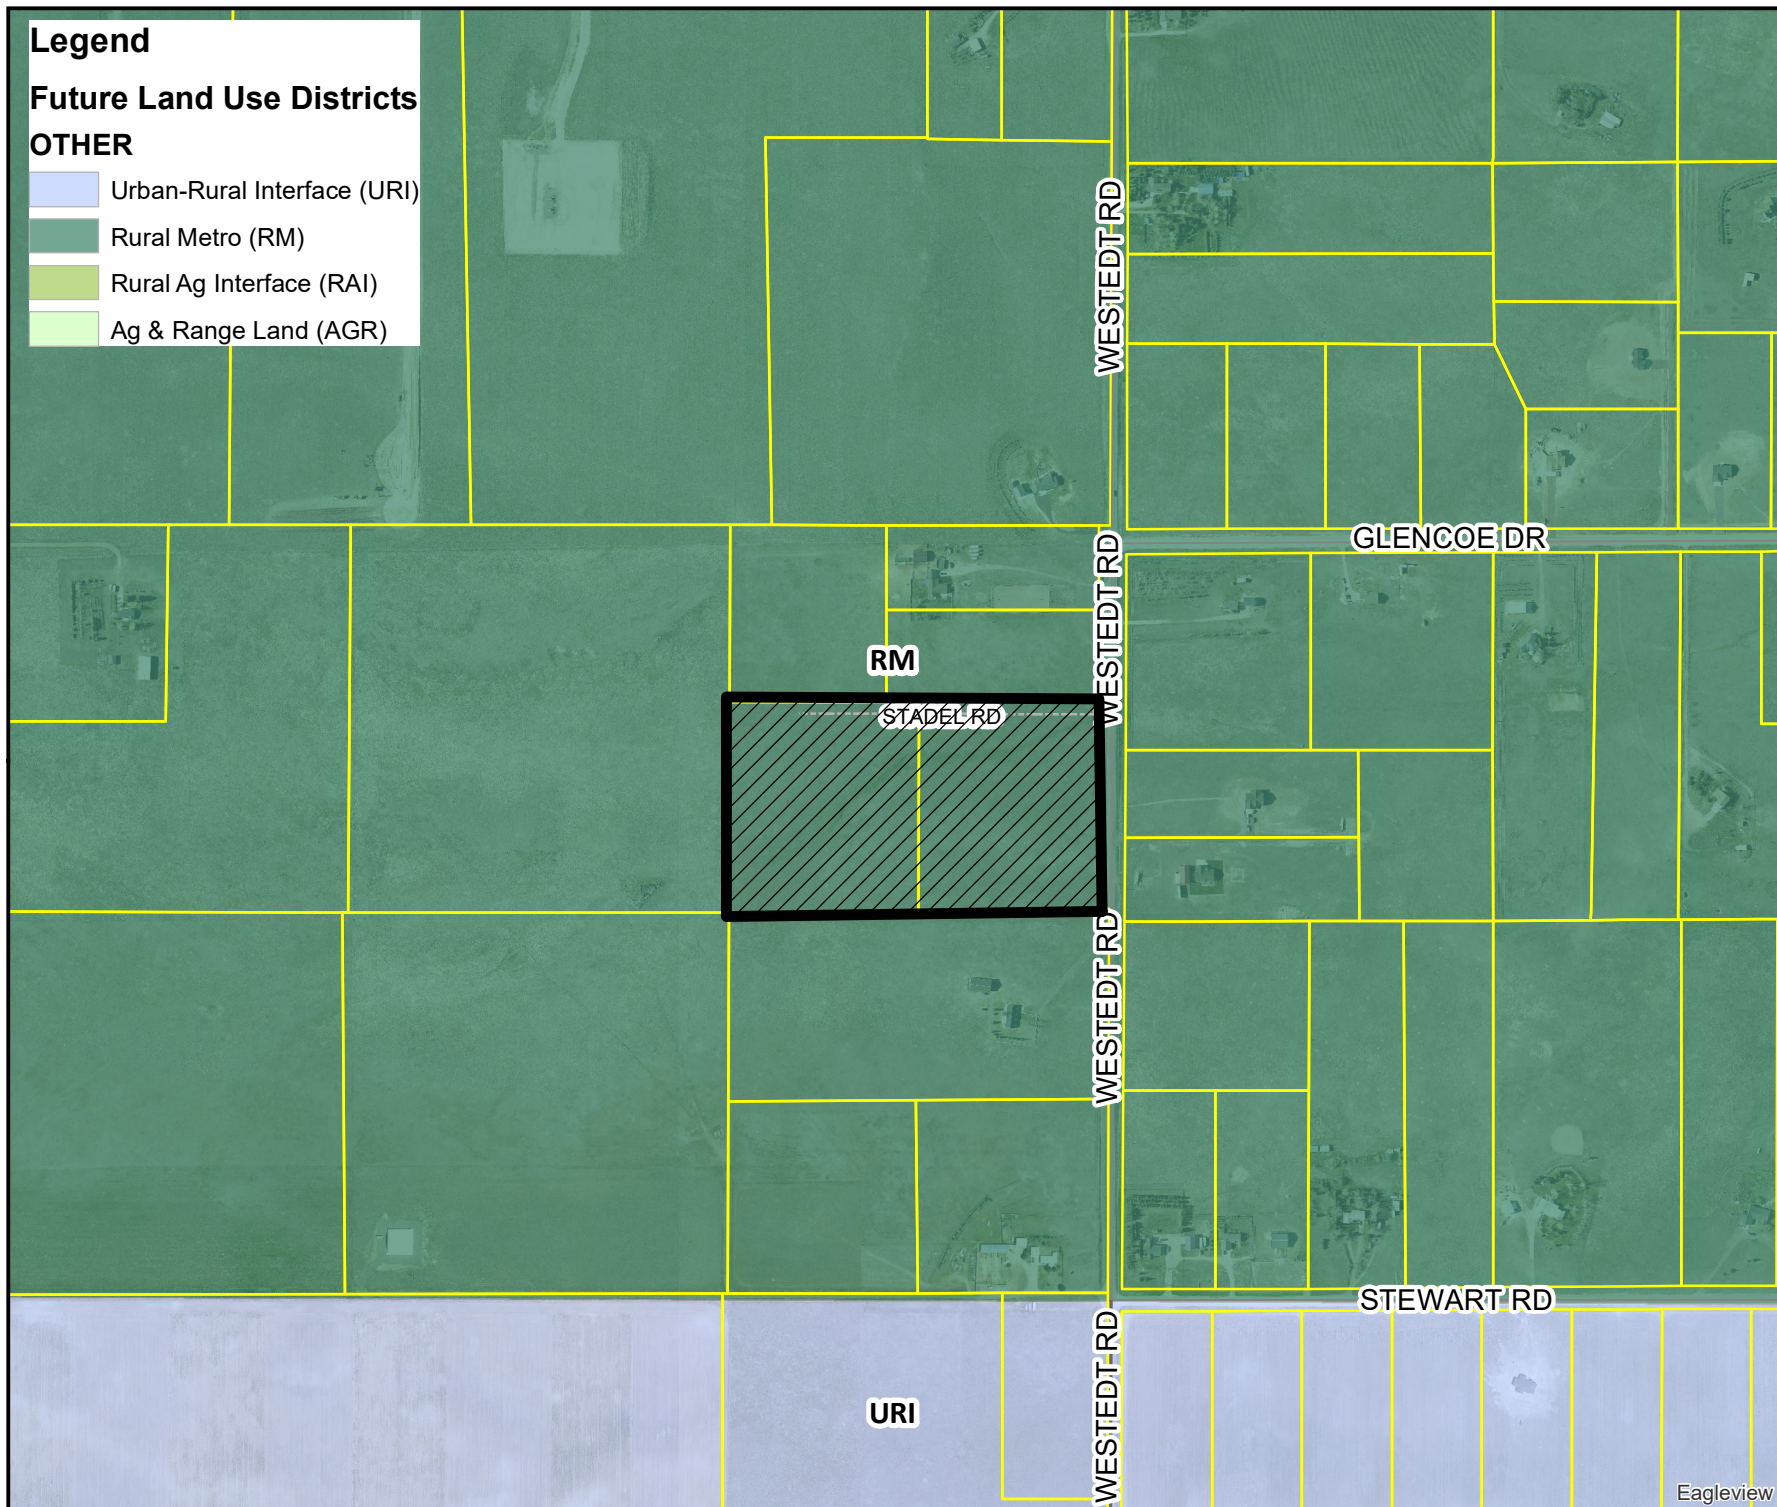 Legend
Future Land Use Districts
OTHER
Urban-Rural Interface (URI)
Rural Metro (RM)
Rural Ag Interface (RAI)
Ag & Range Land (AGR)
WESTEDT RD
GLENCOE DR
WESTEDT RD
RM
STADEL RD
WESTEDT RD
STEWART RD
WESTEDT RD
URI
Eagleview